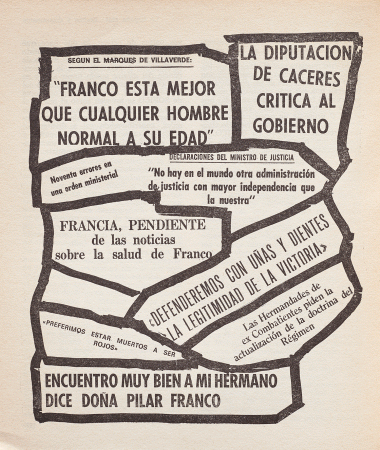 SEGUN EL MARQUES DE VILLAVERDE:
"FRANCO ESTA MEJOR
QUE CUALQUIER HOMBRE
NORMAL A SU EDAD"
LA DIPUTACION
DE CACERES
CRITICA AL
GOBIERNO
Noventa errores en
una orden ministerial
DECLARACIONES DEL MINISTRO DE JUSTICIA
"No hay en el mundo otra administración
de justicia con mayor independencia que
la nuestra"
FRANCIA, PENDIENTE
de las noticias
sobre la salud de Franco
«DEFENDEREMOS CON UÑAS Y DIENTES
LA LEGITIMIDAD DE LA VICTORIA»
Las Hermandades de
ex Combatientes piden la
actualización de la doctrina del
Régimen
«PREFERIMOS ESTAR MUERTOS A SER
ROJOS»
ENCUENTRO MUY BIEN A MI HERMANO
DICE DOÑA PILAR FRANCO